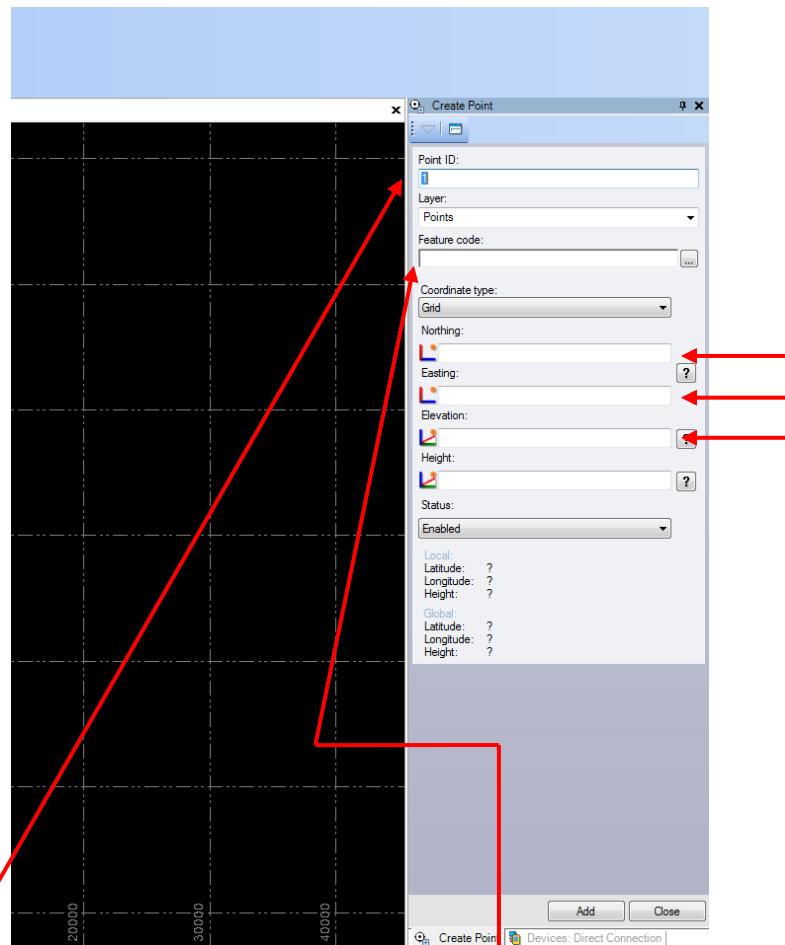 Create Point
Point ID:
1
Layer:
Points
Feature code:
...
Coordinate type:
Grid
Northing:
Easting:
?
Elevation:
?
Height:
?
Status:
Enabled
Local:
Latitude: ?
Longitude: ?
Height: ?
Global:
Latitude: ?
Longitude: ?
Height: ?
20000
30000
40000
Add Close
Create Point Devices: Direct Connection